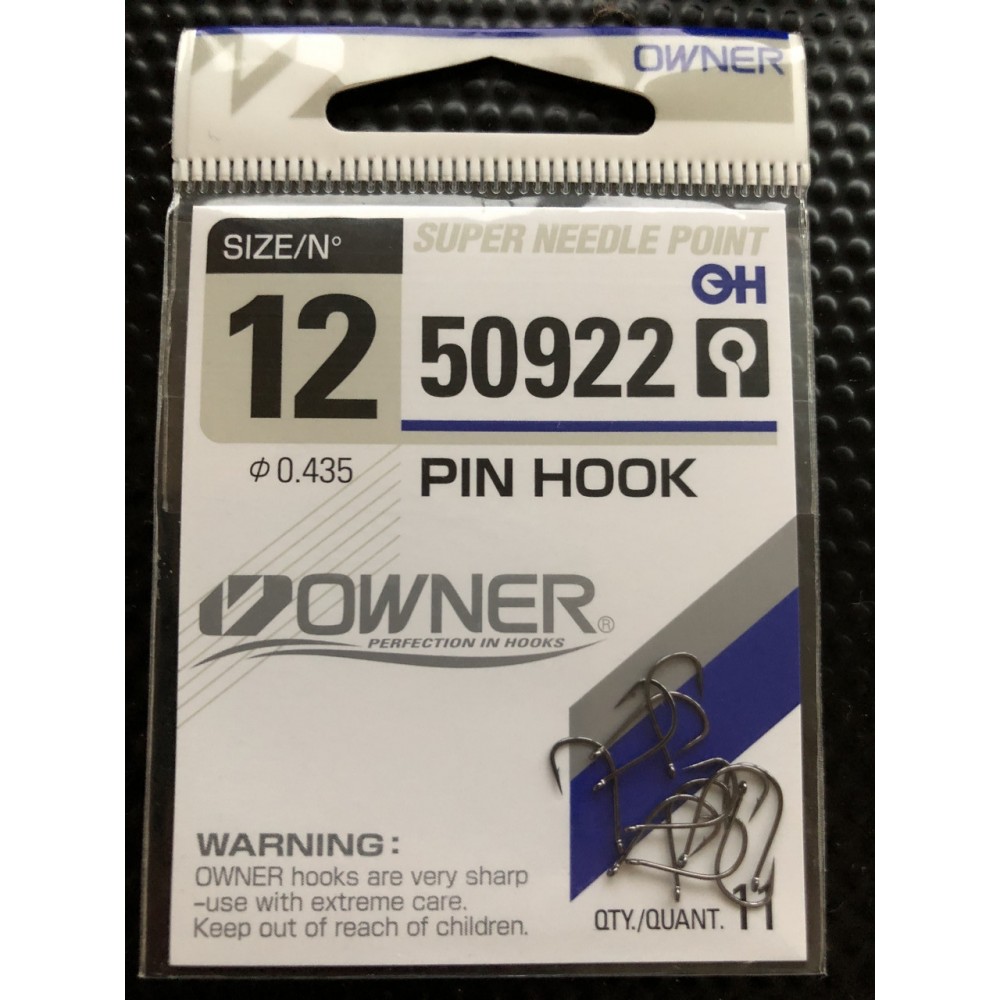 OWNER
SIZE/N°
SUPER NEEDLE POINT
12
50922
Φ 0.435
PIN HOOK
OWNER®
PERFECTION IN HOOKS
WARNING:
OWNER hooks are very sharp
-use with extreme care.
Keep out of reach of children.
QTY./QUANT. 11